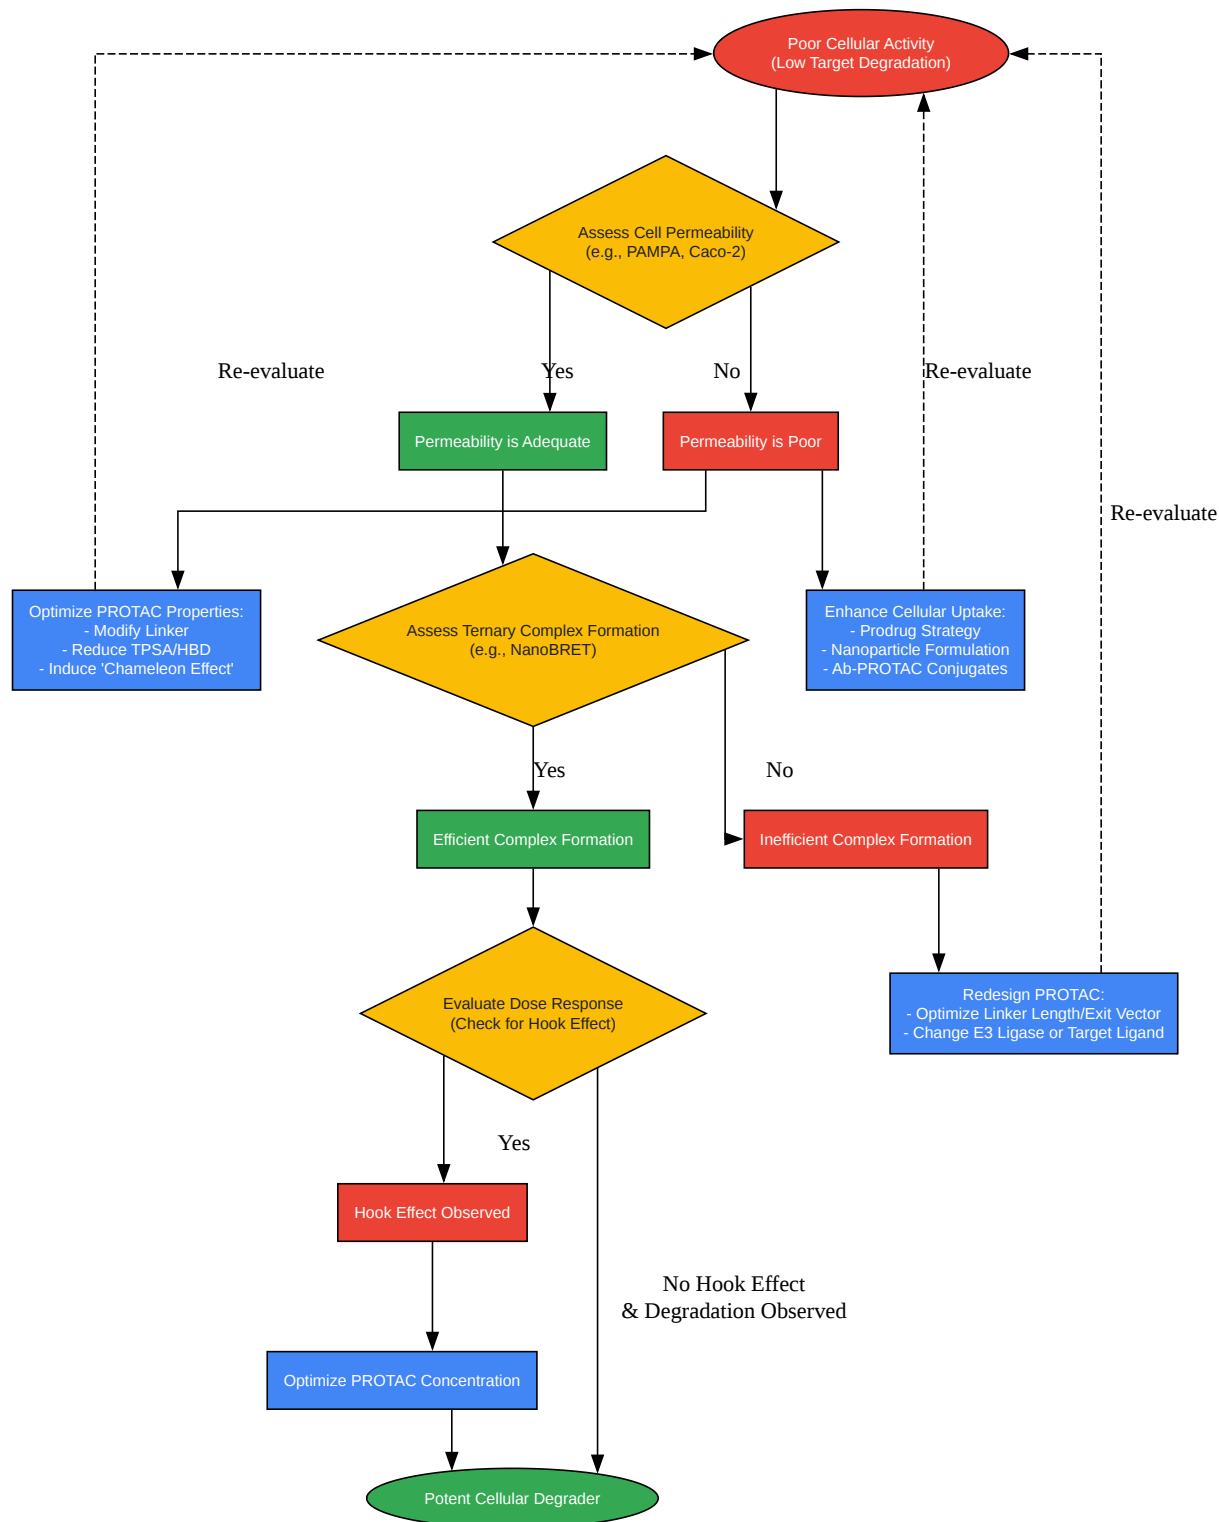 Poor Cellular Activity
(Low Target Degradation)
Assess Cell Permeability
(e.g., PAMPA, Caco-2)
Re-evaluate
Yes
No
Re-evaluate
Permeability is Adequate
Permeability is Poor
Re-evaluate
Optimize PROTAC Properties:
- Modify Linker
- Reduce TPSA/HBD
- Induce 'Chameleon Effect'
Assess Ternary Complex Formation
(e.g., NanoBRET)
Enhance Cellular Uptake:
- Prodrug Strategy
- Nanoparticle Formulation
- Ab-PROTAC Conjugates
Yes
No
Efficient Complex Formation
Inefficient Complex Formation
Evaluate Dose Response
(Check for Hook Effect)
Redesign PROTAC:
- Optimize Linker Length/Exit Vector
- Change E3 Ligase or Target Ligand
Yes
Hook Effect Observed
No Hook Effect
& Degradation Observed
Optimize PROTAC Concentration
Potent Cellular Degrader